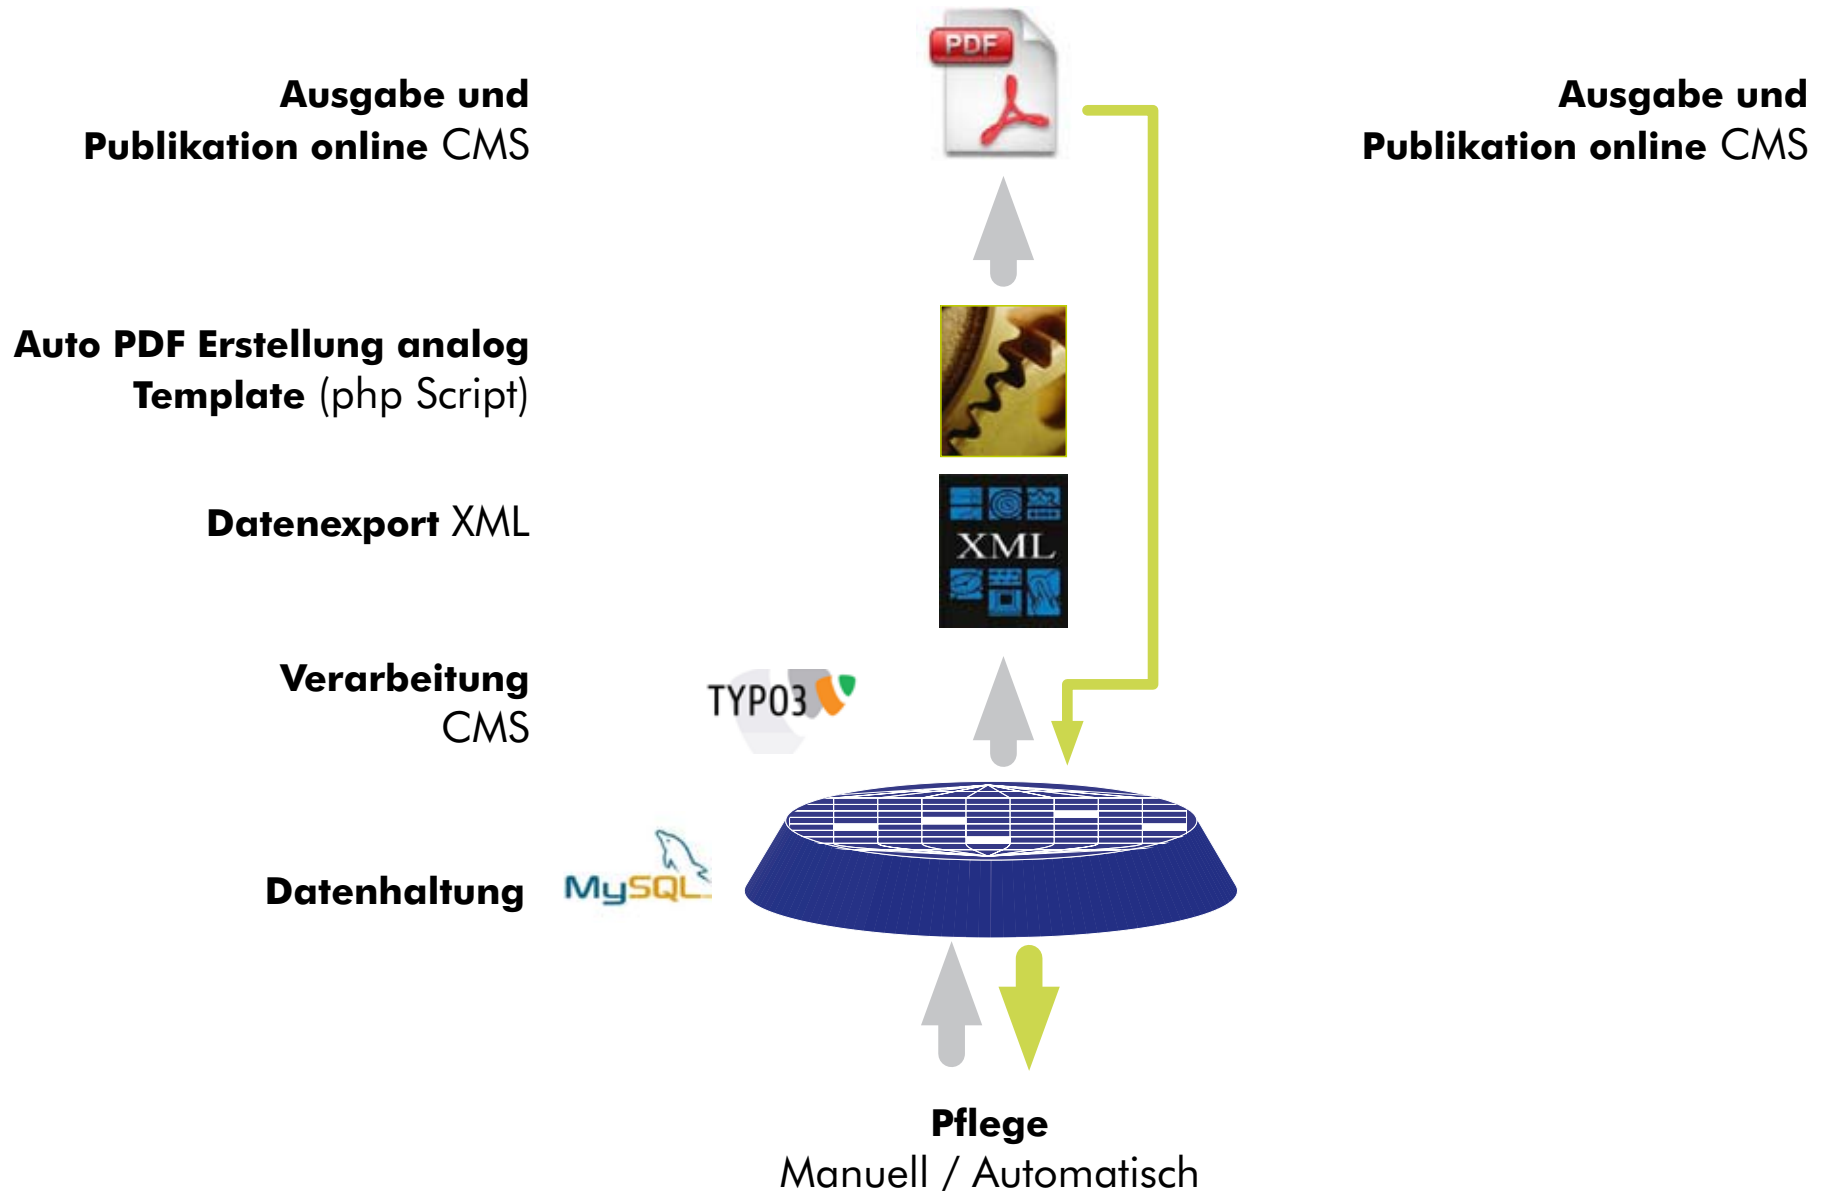 PDF
Ausgabe und
Publikation online CMS
Ausgabe und
Publikation online CMS
Auto PDF Erstellung analog
Template (php Script)
Datenexport XML
XML
Verarbeitung
CMS
TYPO3
Datenhaltung
MySQL
Pflege
Manuell / Automatisch